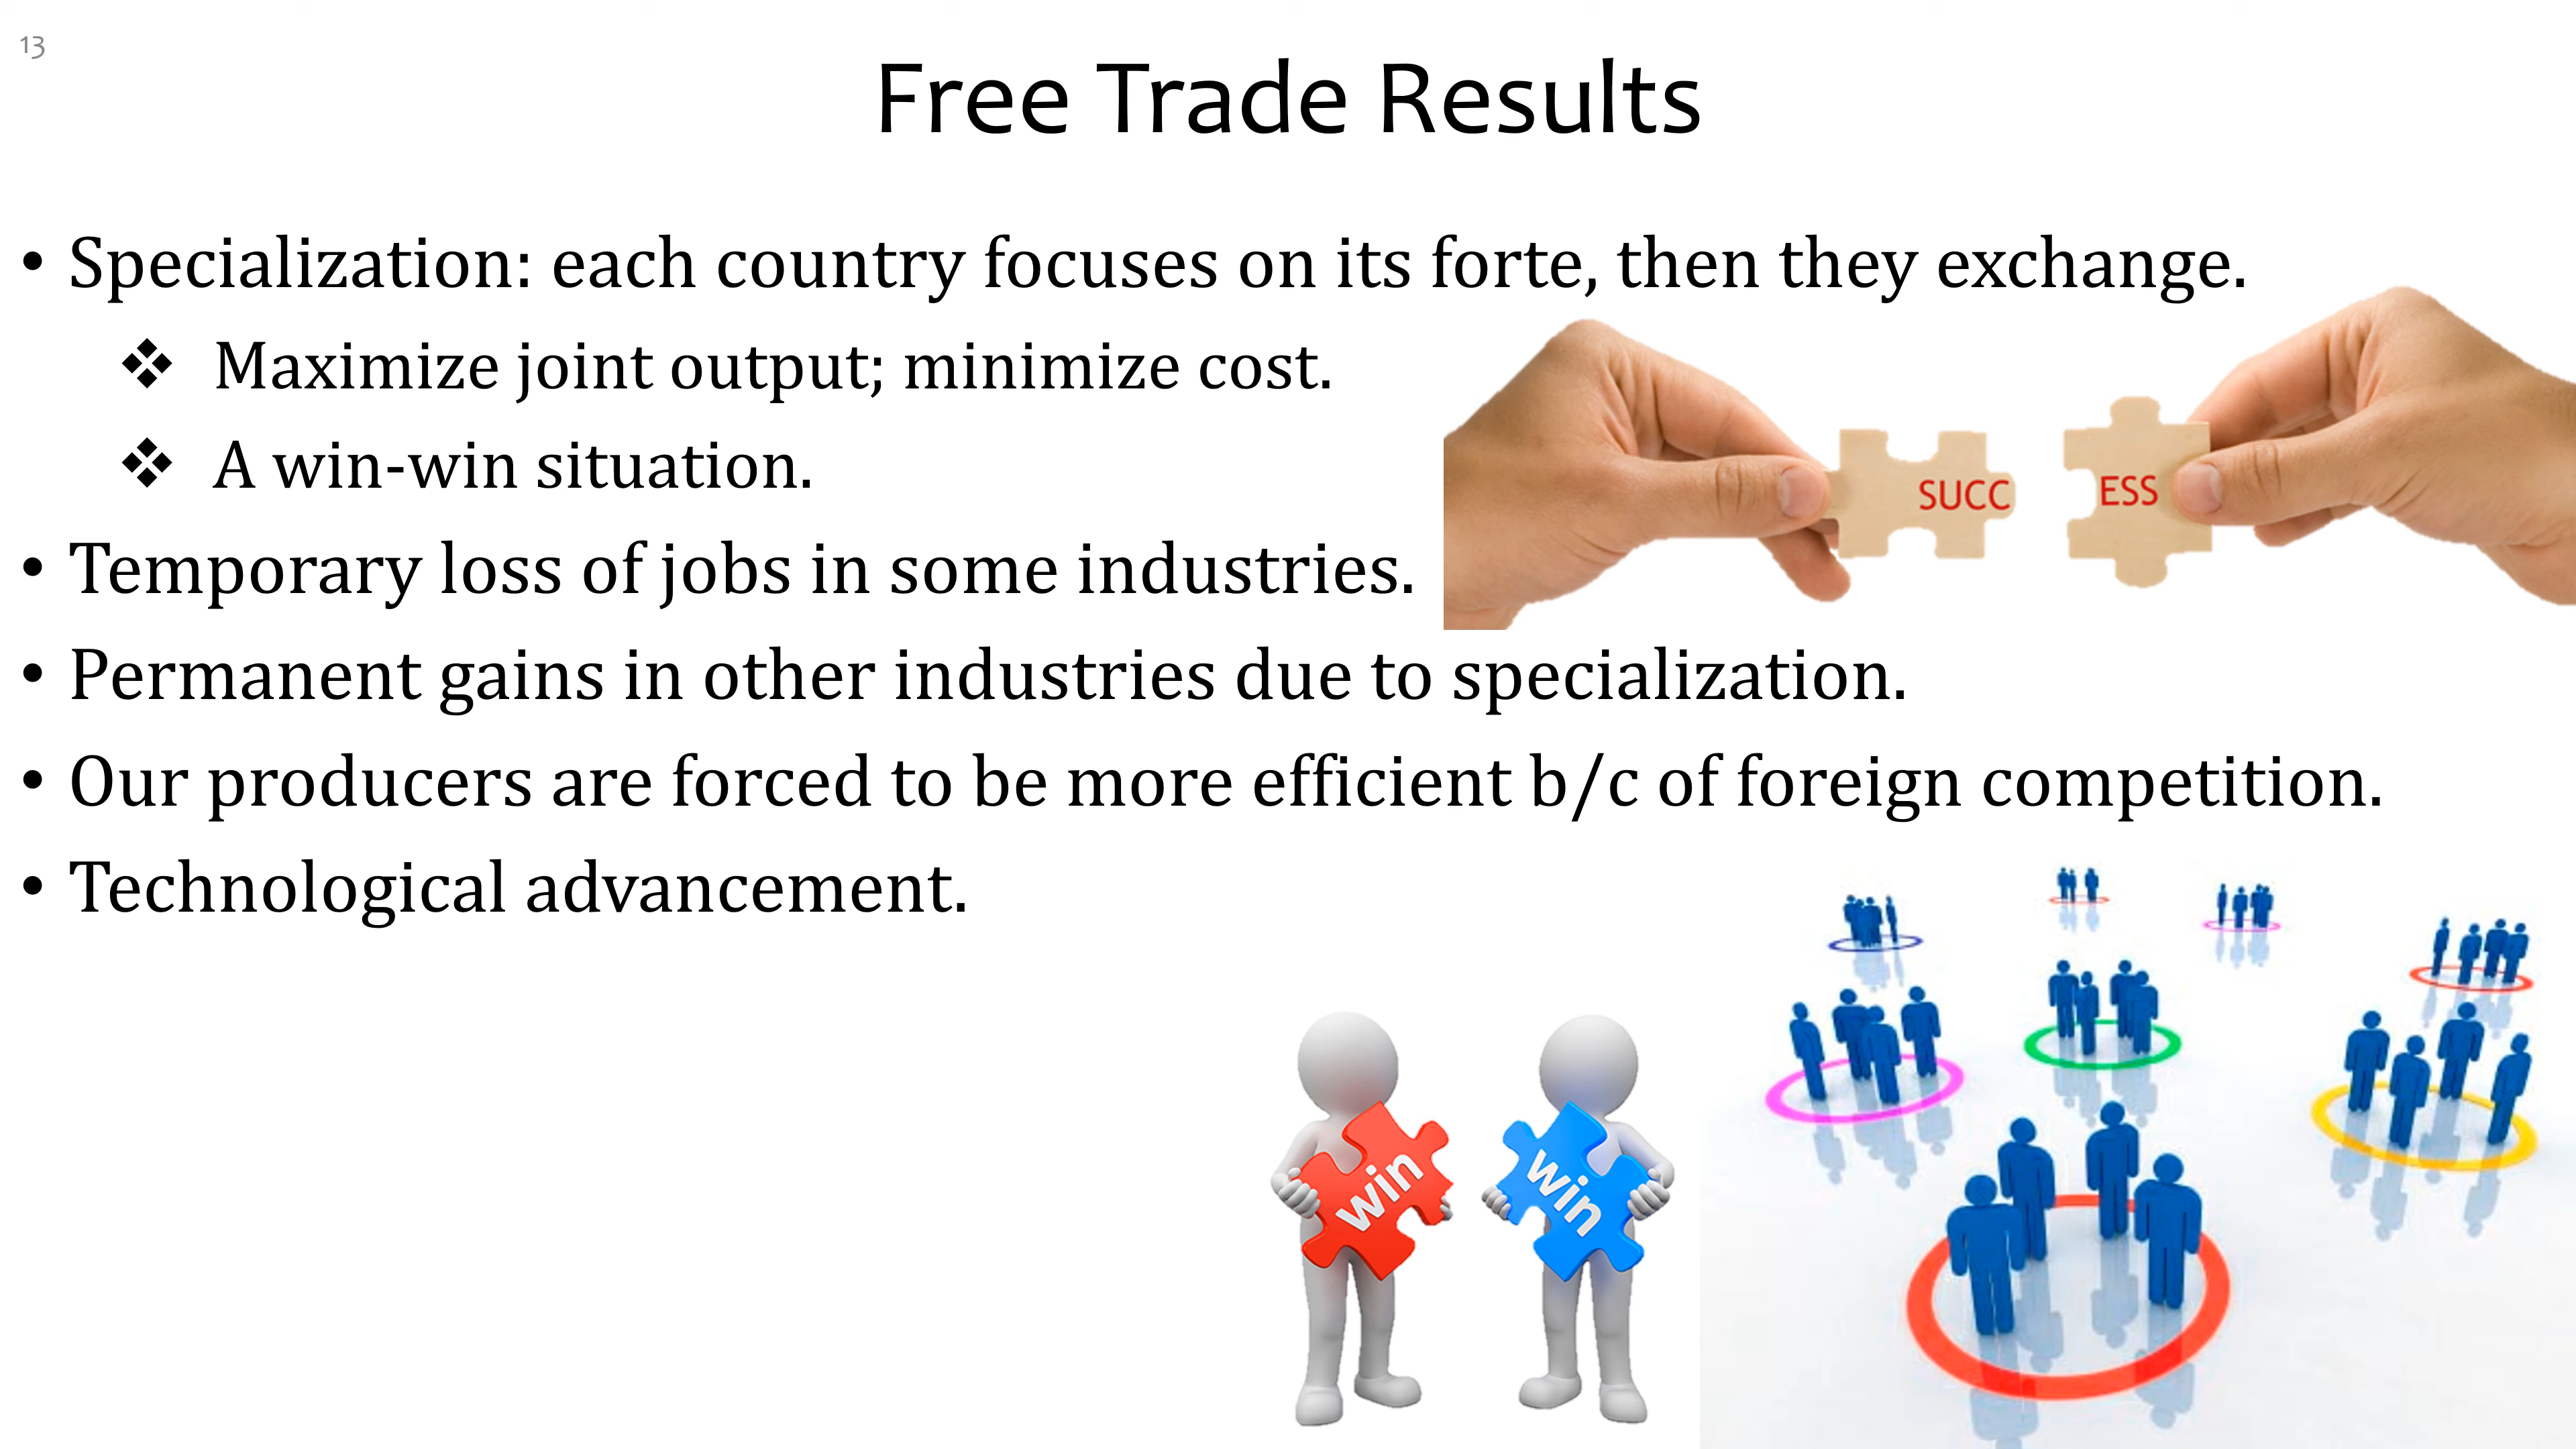 13
Free Trade Results
• Specialization: each country focuses on its forte, then they exchange.
❖ Maximize joint output; minimize cost.
❖ A win-win situation.
SUCC ESS
• Temporary loss of jobs in some industries.
• Permanent gains in other industries due to specialization.
• Our producers are forced to be more efficient b/c of foreign competition.
• Technological advancement.
win win